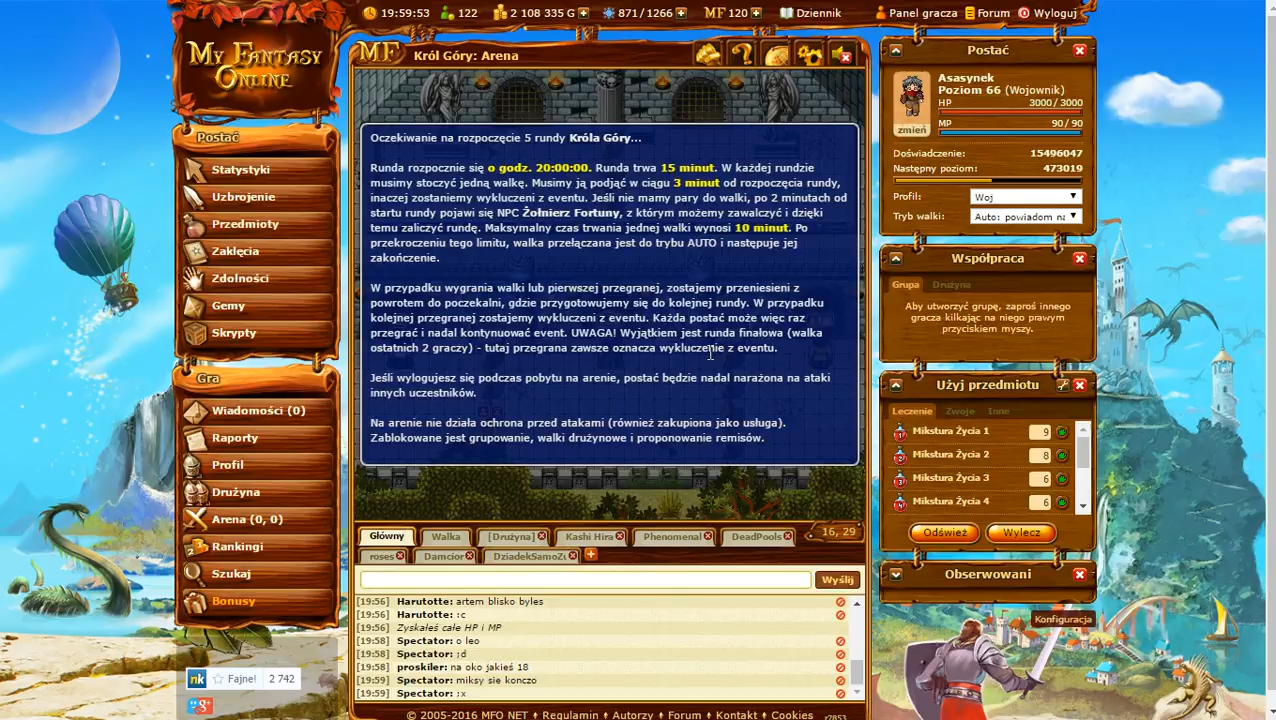 My Fantasy Online
19:59:53 122 2 108 335 G 871 / 1266 MF 120 Dziennik Panel gracza Forum Wyloguj
MF Król Góry: Arena
Postać
Statystyki
Uzbrojenie
Przedmioty
Zaklęcia
Zdolności
Gemy
Skrypty
Gra
Wiadomości (0)
Raporty
Profil
Drużyna
Arena (0, 0)
Rankingi
Szukaj
Bonusy
nk Fajne! 2 742
g+
Oczekiwanie na rozpoczęcie 5 rundy Króla Góry...
Runda rozpocznie się o godz. 20:00:00. Runda trwa 15 minut. W każdej rundzie
musimy stoczyć jedną walkę. Musimy ją podjąć w ciągu 3 minut od rozpoczęcia rundy,
inaczej zostaniemy wykluczeni z eventu. Jeśli nie mamy pary do walki, po 2 minutach od
startu rundy pojawi się NPC Żołnierz Fortuny, z którym możemy zawalczyć i dzięki
temu zaliczyć rundę. Maksymalny czas trwania jednej walki wynosi 10 minut. Po
przekroczeniu tego limitu, walka przełączana jest do trybu AUTO i następuje jej
zakończenie.
W przypadku wygrania walki lub pierwszej przegranej, zostajemy przeniesieni z
powrotem do poczekalni, gdzie przygotowujemy się do kolejnej rundy. W przypadku
kolejnej przegranej zostajemy wykluczeni z eventu. Każda postać może więc raz
przegrać i nadal kontynuować event. UWAGA! Wyjątkiem jest runda finałowa (walka
ostatnich 2 graczy) - tutaj przegrana zawsze oznacza wykluczenie z eventu.
Jeśli wylogujesz się podczas pobytu na arenie, postać będzie nadal narażona na ataki
innych uczestników.
Na arenie nie działa ochrona przed atakami (również zakupiona jako usługa).
Zablokowane jest grupowanie, walki drużynowe i proponowanie remisów.
Główny Walka [Drużyna] Kashi Hira Phenomenal DeadPools 16, 29
roses Damcior DziadekSamoZ
Wyślij
[19:56] Harutotte: artem blisko byles
[19:56] Harutotte: :c
[19:56] Zyskałeś całe HP i MP
[19:58] Spectator: o leo
[19:58] Spectator: ;d
[19:58] proskiler: na oko jakieś 18
[19:59] Spectator: miksy sie konczo
[19:59] Spectator: ;x
© 2005-2016 MFO NET Regulamin Autorzy Forum Kontakt Cookies r7853
Postać
Asasynek
Poziom 66 (Wojownik)
HP 3000 / 3000
MP 90 / 90
zmień
Doświadczenie: 15496047
Następny poziom: 473019
Profil: Woj
Tryb walki: Auto: powiadom na
Współpraca
Grupa Drużyna
Aby utworzyć grupę, zaproś innego
gracza kilkając na niego prawym
przyciskiem myszy.
Użyj przedmiotu
Leczenie Zwoje Inne
Mikstura Życia 1 9
Mikstura Życia 2 8
Mikstura Życia 3 6
Mikstura Życia 4 6
Odśwież Wylecz
Obserwowani
Konfiguracja